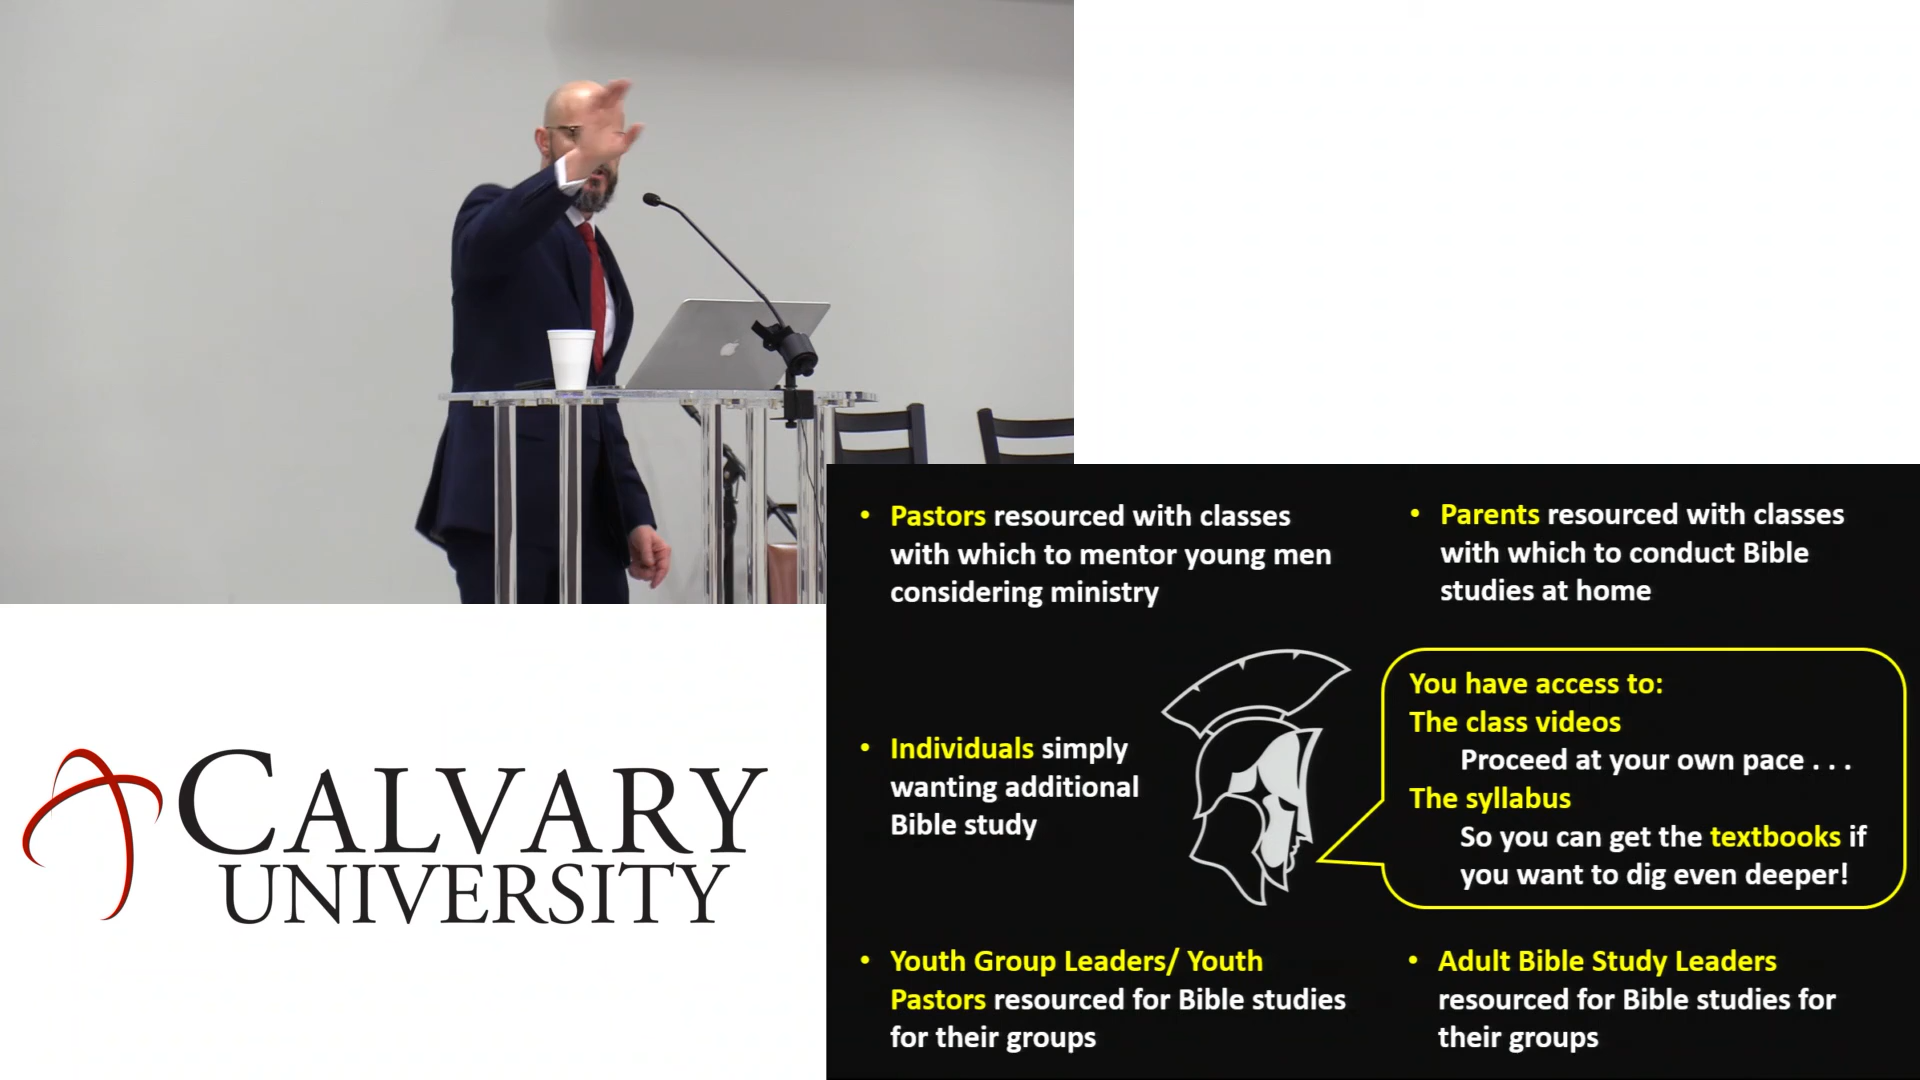 CALVARY
UNIVERSITY
• Pastors resourced with classes
with which to mentor young men
considering ministry
• Parents resourced with classes
with which to conduct Bible
studies at home
• Individuals simply
wanting additional
Bible study
You have access to:
The class videos
Proceed at your own pace . . .
The syllabus
So you can get the textbooks if
you want to dig even deeper!
• Youth Group Leaders/ Youth
Pastors resourced for Bible studies
for their groups
• Adult Bible Study Leaders
resourced for Bible studies for
their groups